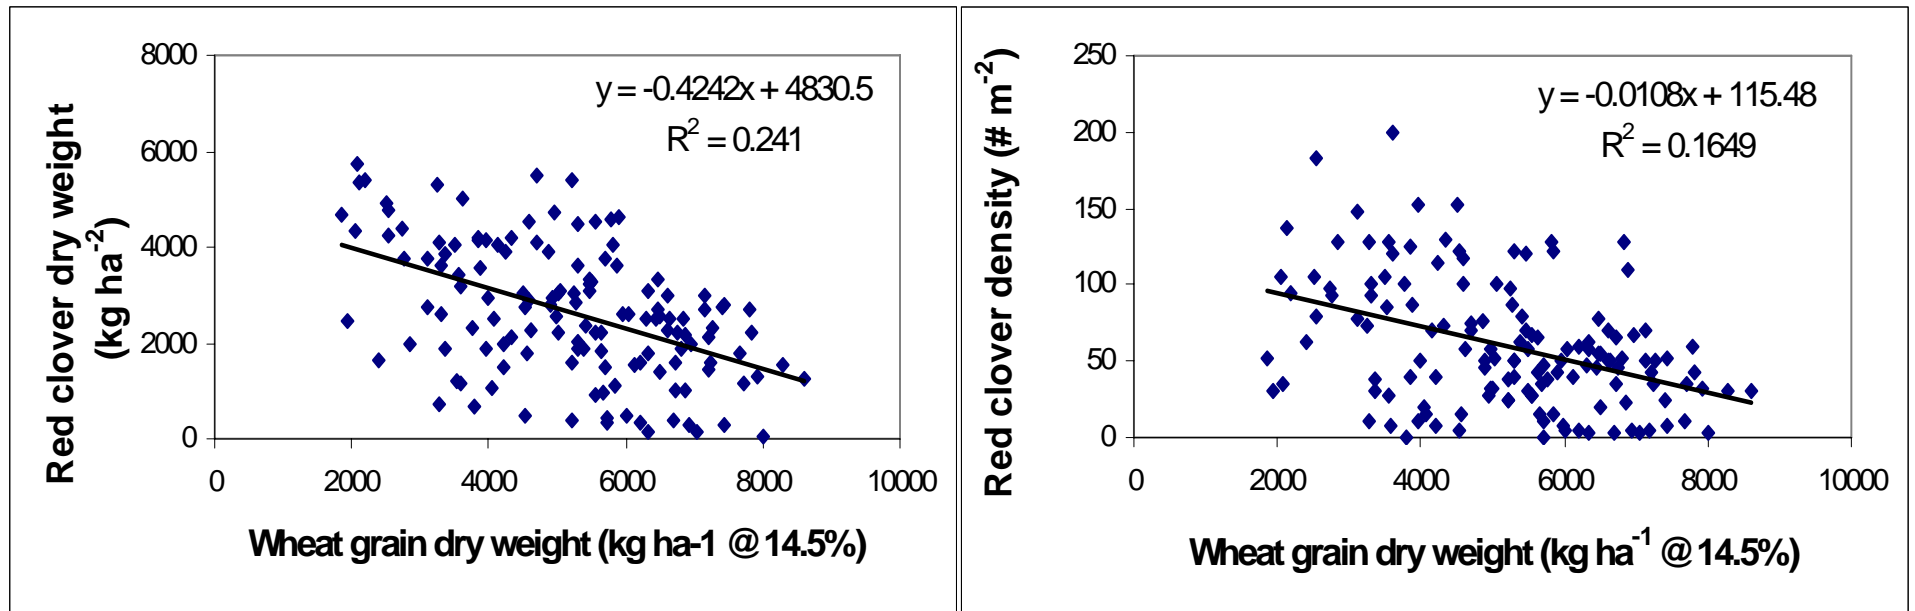 8000
6000
4000
2000
0
0 2000 4000 6000 8000 10000
Red clover dry weight
(kg ha⁻²)
y = -0.4242x + 4830.5
R² = 0.241
Wheat grain dry weight (kg ha-1 @ 14.5%)
250
200
150
100
50
0
0 2000 4000 6000 8000 10000
Red clover density (# m⁻²)
y = -0.0108x + 115.48
R² = 0.1649
Wheat grain dry weight (kg ha⁻¹ @ 14.5%)